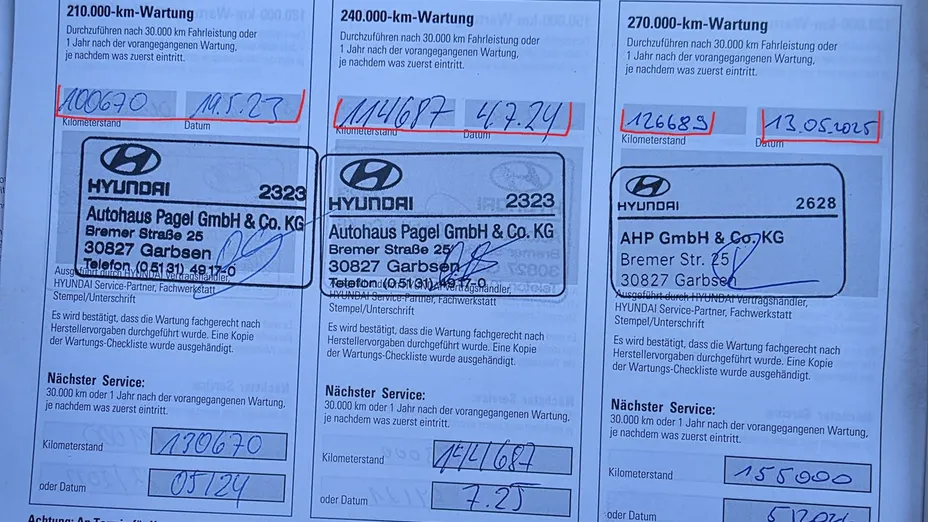 210.000-km-Wartung
Durchzuführen nach 30.000 km Fahrleistung oder
1 Jahr nach der vorangegangenen Wartung,
je nachdem was zuerst eintritt.
100670 19.5.23
Kilometerstand Datum
HYUNDAI 2323
Autohaus Pagel GmbH & Co. KG
Bremer Straße 25
30827 Garbsen
Telefon (05131) 4917-0
Ausgeführt durch HYUNDAI Vertragshändler,
HYUNDAI Service-Partner, Fachwerkstatt
Stempel/Unterschrift
Es wird bestätigt, dass die Wartung fachgerecht nach
Herstellervorgaben durchgeführt wurde. Eine Kopie
der Wartungs-Checkliste wurde ausgehändigt.
Nächster Service:
30.000 km oder 1 Jahr nach der vorangegangenen Wartung,
je nachdem was zuerst eintritt.
Kilometerstand 130670
oder Datum 05/24
240.000-km-Wartung
Durchzuführen nach 30.000 km Fahrleistung oder
1 Jahr nach der vorangegangenen Wartung,
je nachdem was zuerst eintritt.
114687 4.7.24
Kilometerstand Datum
HYUNDAI 2323
Autohaus Pagel GmbH & Co. KG
Bremer Straße 25
30827 Garbsen
Telefon (05131) 4917-0
HYUNDAI Service-Partner, Fachwerkstatt
Stempel/Unterschrift
Es wird bestätigt, dass die Wartung fachgerecht nach
Herstellervorgaben durchgeführt wurde. Eine Kopie
der Wartungs-Checkliste wurde ausgehändigt.
Nächster Service:
30.000 km oder 1 Jahr nach der vorangegangenen Wartung,
je nachdem was zuerst eintritt.
Kilometerstand 144687
oder Datum 7.25
270.000-km-Wartung
Durchzuführen nach 30.000 km Fahrleistung oder
1 Jahr nach der vorangegangenen Wartung,
je nachdem was zuerst eintritt.
126689 13.05.2025
Kilometerstand Datum
HYUNDAI 2628
AHP GmbH & Co. KG
Bremer Str. 25
30827 Garbsen
Ausgeführt durch HYUNDAI Vertragshändler,
HYUNDAI Service-Partner, Fachwerkstatt
Stempel/Unterschrift
Es wird bestätigt, dass die Wartung fachgerecht nach
Herstellervorgaben durchgeführt wurde. Eine Kopie
der Wartungs-Checkliste wurde ausgehändigt.
Nächster Service:
30.000 km oder 1 Jahr nach der vorangegangenen Wartung,
je nachdem was zuerst eintritt.
Kilometerstand 155000
oder Datum